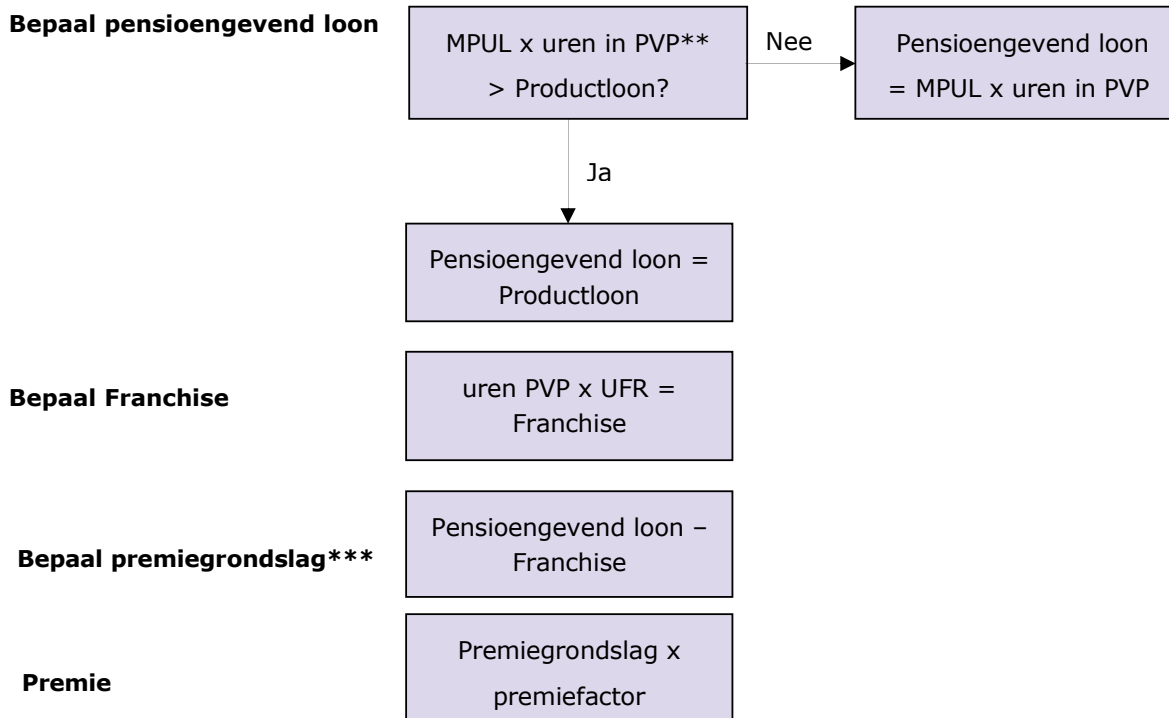 Bepaal pensioengevend loon
MPUL x uren in PVP**
> Productloon?
Nee
Pensioengevend loon
= MPUL x uren in PVP
Ja
Pensioengevend loon =
Productloon
Bepaal Franchise
uren PVP x UFR =
Franchise
Bepaal premiegrondslag***
Pensioengevend loon –
Franchise
Premie
Premiegrondslag x
premiefactor